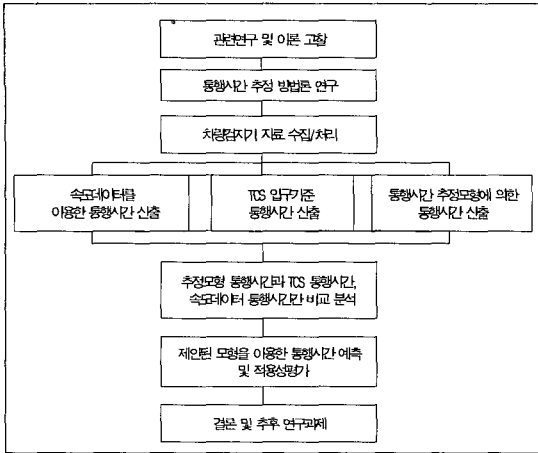 관련연구 및 이론 고찰
통행시간 추정 방법론 연구
차량검지기 자료 수집/처리
속도데이터를
이용한 통행시간 산출
TCS 입구기준
통행시간 산출
통행시간 추정모형에 의한
통행시간 산출
추정모형 통행시간과 TCS 통행시간,
속도데이터 통행시간간 비교 분석
제안된 모형을 이용한 통행시간 예측
및 적용성평가
결론 및 추후 연구과제